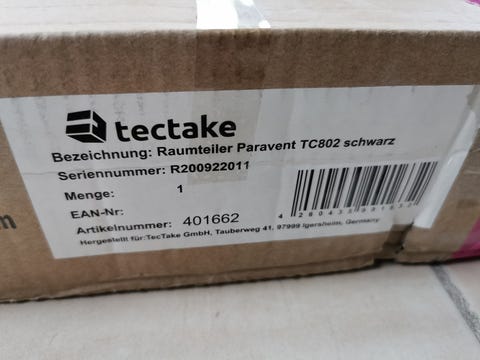 tectake
Bezeichnung: Raumteiler Paravent TC802 schwarz
Seriennummer: R200922011
Menge: 1
EAN-Nr:
Artikelnummer: 401662
Hergestellt für:TecTake GmbH, Tauberweg 41, 97999 Igersheim, Germany